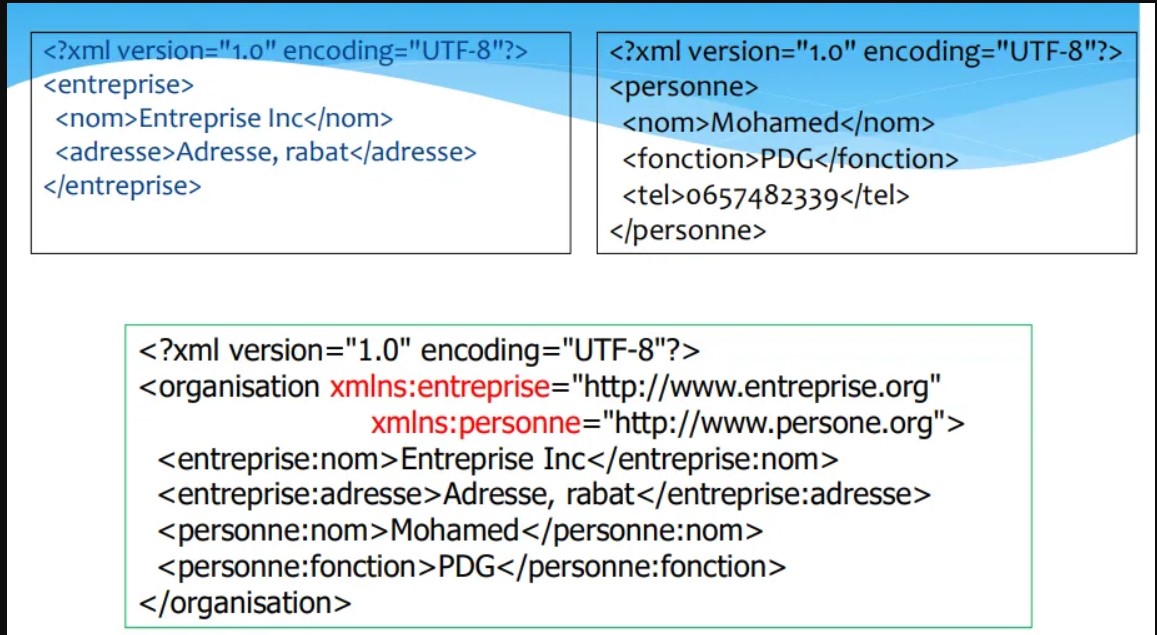 <?xml version="1.0" encoding="UTF-8"?>
<entreprise>
<nom>Entreprise Inc</nom>
<adresse>Adresse, rabat</adresse>
</entreprise>
<?xml version="1.0" encoding="UTF-8"?>
<personne>
<nom>Mohamed</nom>
<fonction>PDG</fonction>
<tel>0657482339</tel>
</personne>
<?xml version="1.0" encoding="UTF-8"?>
<organisation xmlns:entreprise="http://www.entreprise.org"
xmlns:personne="http://www.persone.org">
<entreprise:nom>Entreprise Inc</entreprise:nom>
<entreprise:adresse>Adresse, rabat</entreprise:adresse>
<personne:nom>Mohamed</personne:nom>
<personne:fonction>PDG</personne:fonction>
</organisation>